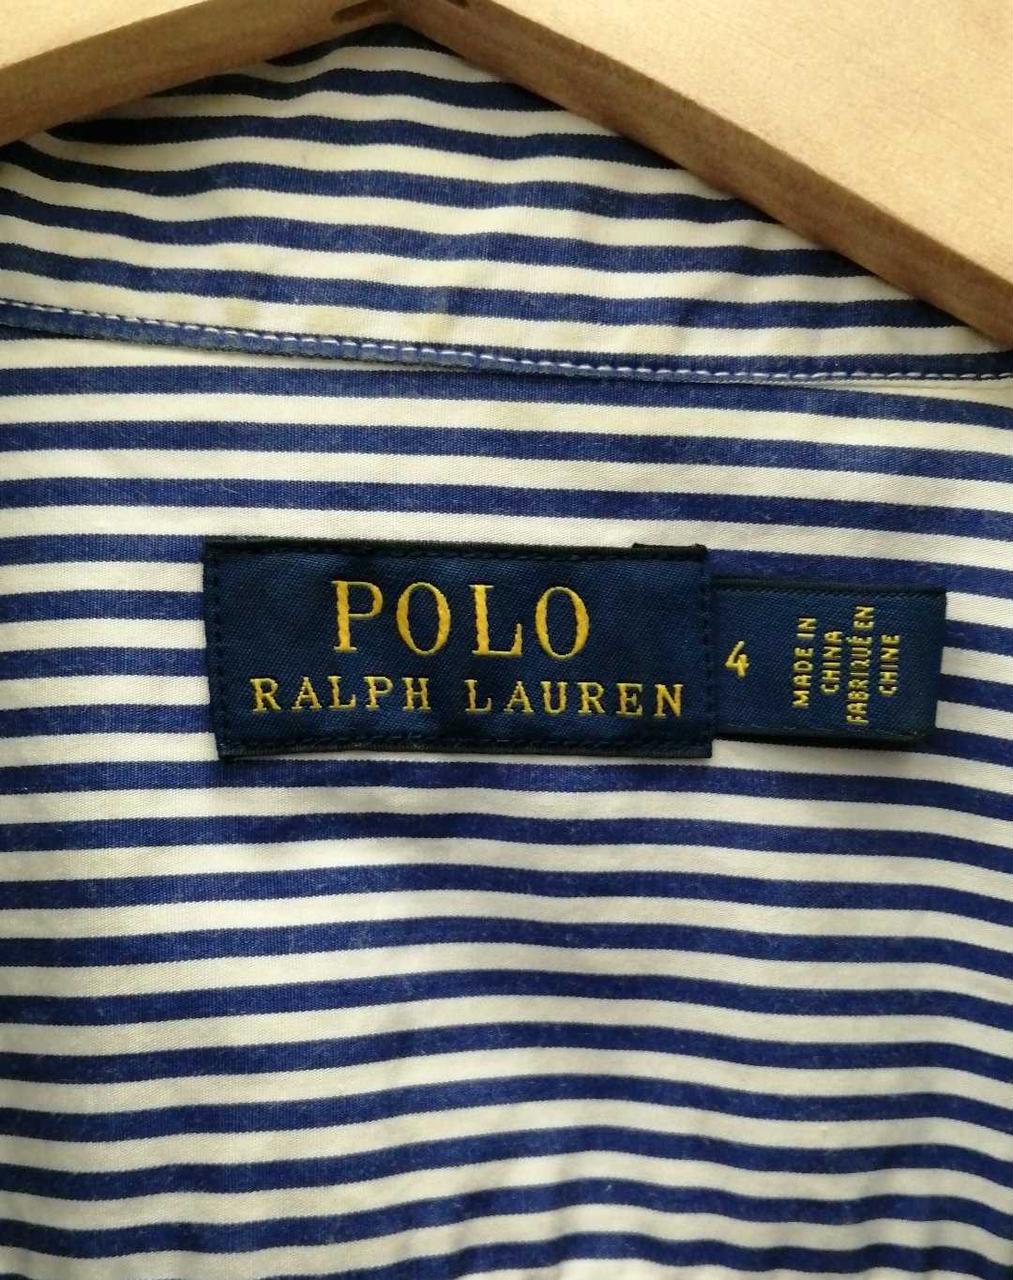 POLO
RALPH LAUREN
4
MADE IN
CHINA
FABRIQUÉ EN
CHINE